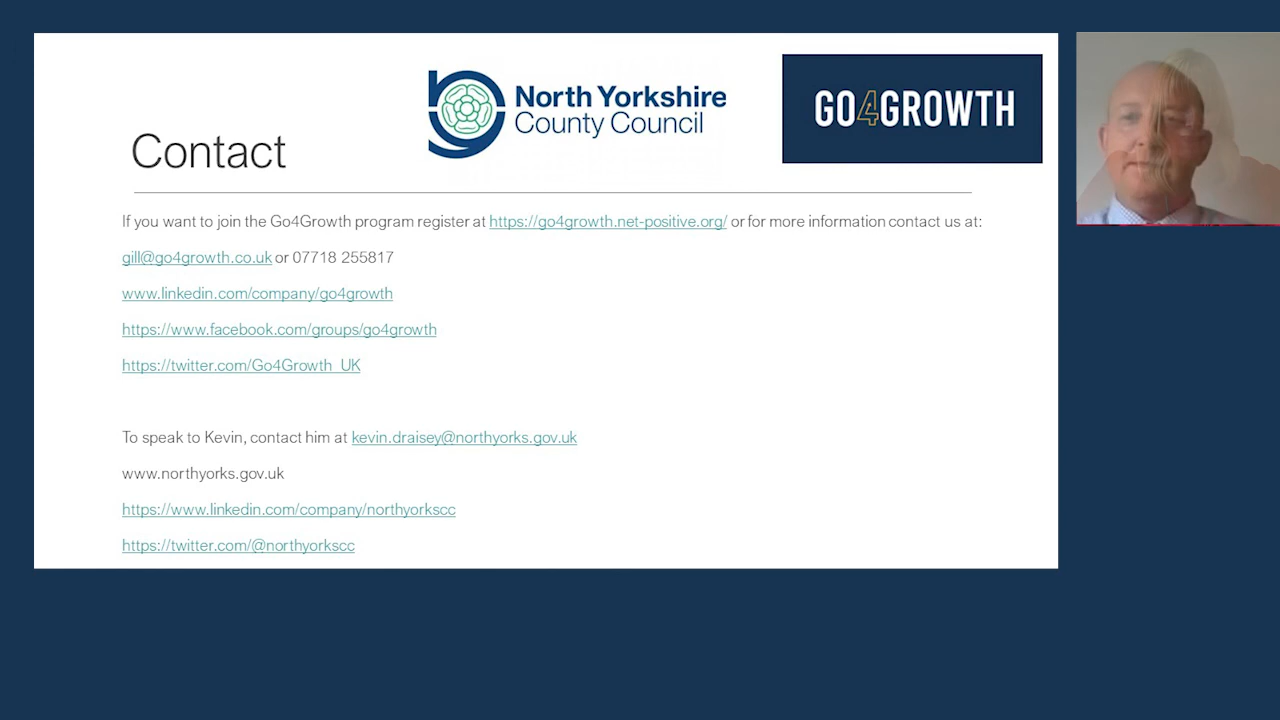 North Yorkshire
County Council
GO4GROWTH
Contact
If you want to join the Go4Growth program register at https://go4growth.net-positive.org/ or for more information contact us at:
gill@go4growth.co.uk or 07718 255817
www.linkedin.com/company/go4growth
https://www.facebook.com/groups/go4growth
https://twitter.com/Go4Growth_UK
To speak to Kevin, contact him at kevin.draisey@northyorks.gov.uk
www.northyorks.gov.uk
https://www.linkedin.com/company/northyorkscc
https://twitter.com/@northyorkscc